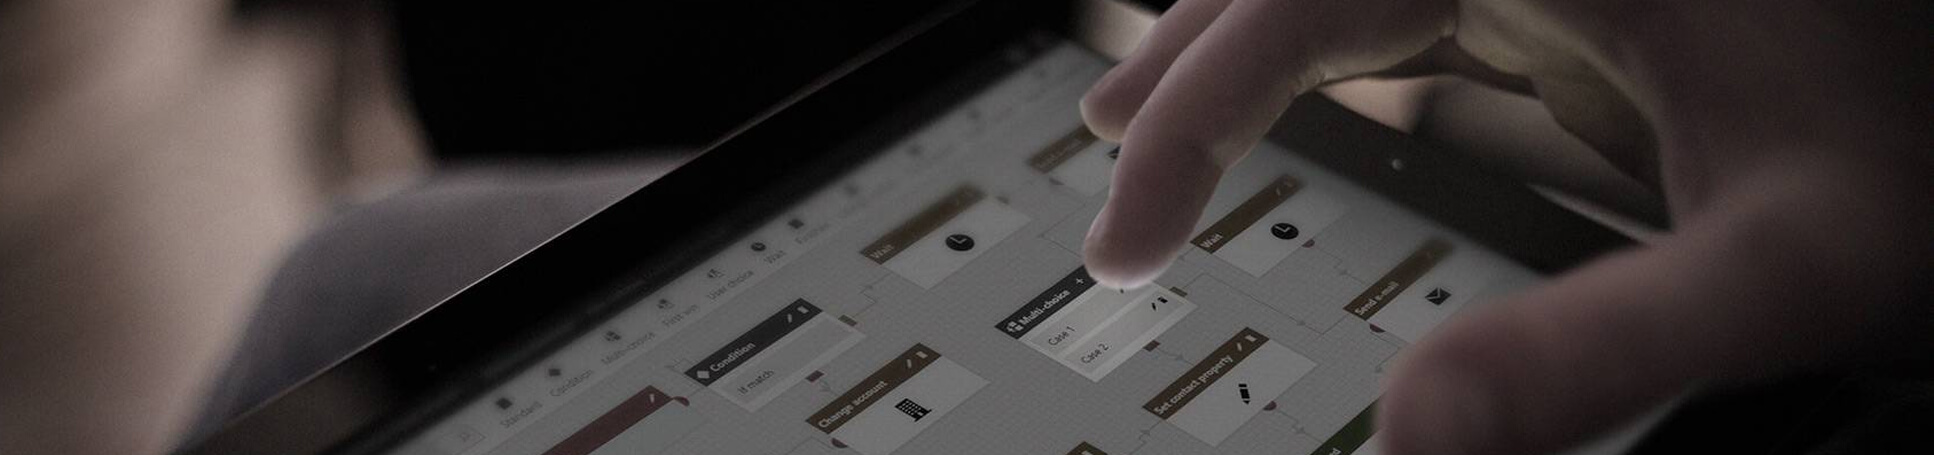 Standard
Condition
Multi-choice
First win
User choice
Wait
Condition
If match
Wait
Change account
Multi-choice
Case 1
Case 2
Wait
Set contact property
Send e-mail